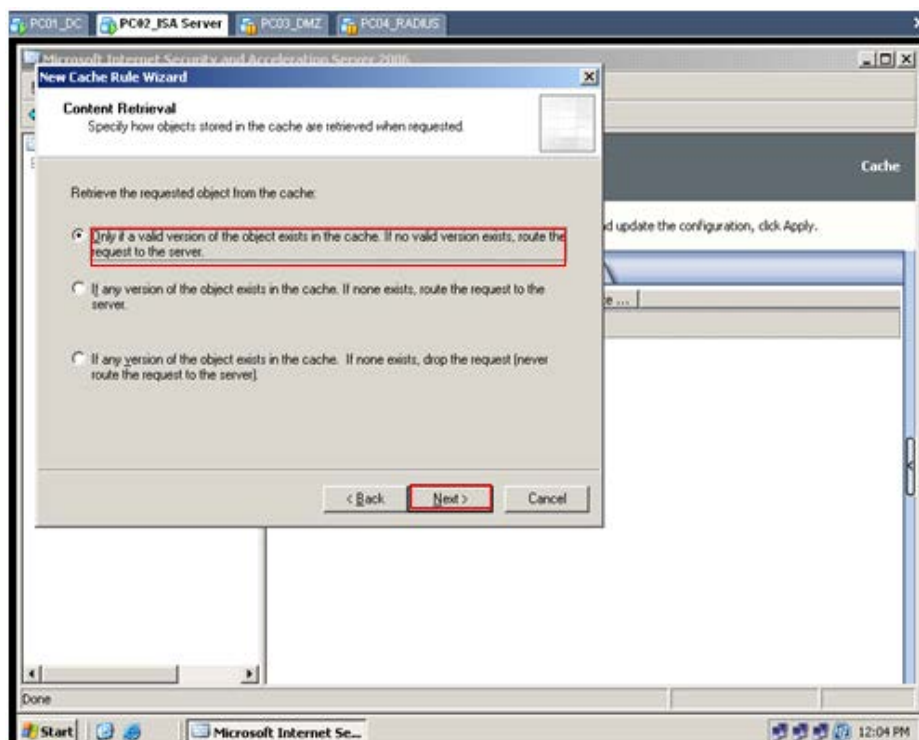 PC01_DC PC02_ISA Server PC03_DMZ PC04_RADIUS
Microsoft Internet Security and Acceleration Server 2006
New Cache Rule Wizard
Content Retrieval
Specify how objects stored in the cache are retrieved when requested.
Cache
Retrieve the requested object from the cache:
Only if a valid version of the object exists in the cache. If no valid version exists, route the
request to the server.
d update the configuration, click Apply.
If any version of the object exists in the cache. If none exists, route the request to the
server.
e ...
If any version of the object exists in the cache. If none exists, drop the request (never
route the request to the server).
< Back Next > Cancel
Done
Start Microsoft Internet Se... 12:04 PM